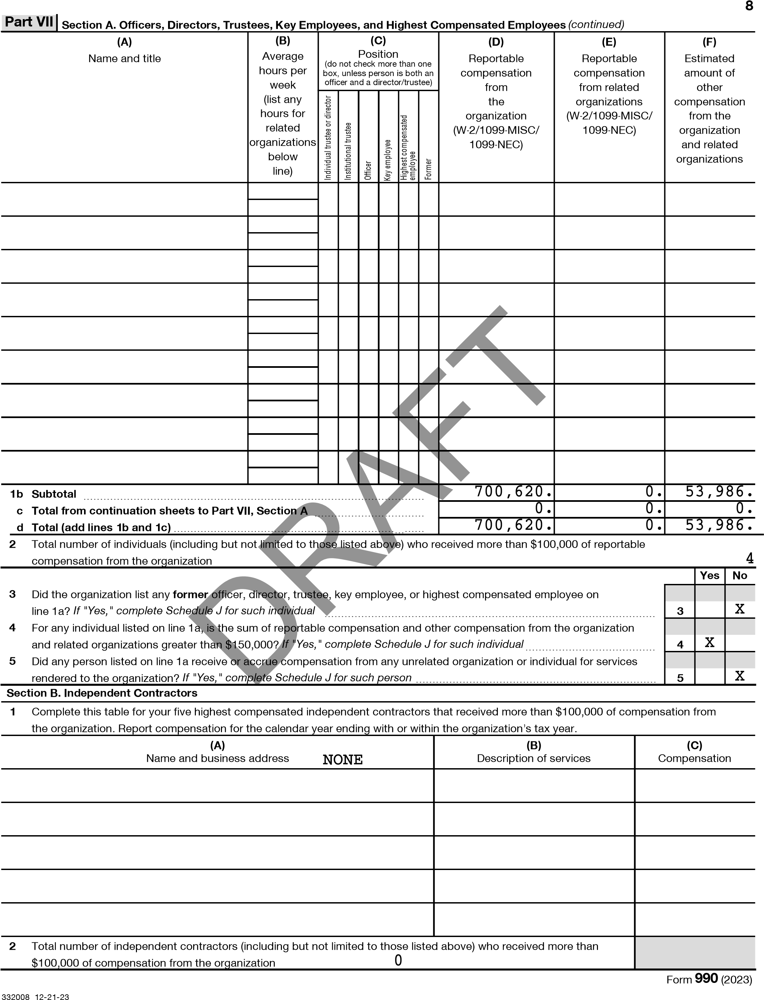 8
Part VII Section A. Officers, Directors, Trustees, Key Employees, and Highest Compensated Employees (continued)
(A)
Name and title
(B)
Average
hours per
week
(list any
hours for
related
organizations
below
line)
(C)
Position
(do not check more than one
box, unless person is both an
officer and a director/trustee)
Individual trustee or director
Institutional trustee
Officer
Key employee
Highest compensated
employee
Former
(D)
Reportable
compensation
from
the
organization
(W-2/1099-MISC/
1099-NEC)
(E)
Reportable
compensation
from related
organizations
(W-2/1099-MISC/
1099-NEC)
(F)
Estimated
amount of
other
compensation
from the
organization
and related
organizations
1b Subtotal 700,620. 0. 53,986.
c Total from continuation sheets to Part VII, Section A 0. 0. 0.
d Total (add lines 1b and 1c) 700,620. 0. 53,986.
2 Total number of individuals (including but not limited to those listed above) who received more than $100,000 of reportable
compensation from the organization 4
Yes No
3 Did the organization list any former officer, director, trustee, key employee, or highest compensated employee on
line 1a? If "Yes," complete Schedule J for such individual 3 X
4 For any individual listed on line 1a, is the sum of reportable compensation and other compensation from the organization
and related organizations greater than $150,000? If "Yes," complete Schedule J for such individual 4 X
5 Did any person listed on line 1a receive or accrue compensation from any unrelated organization or individual for services
rendered to the organization? If "Yes," complete Schedule J for such person 5 X
Section B. Independent Contractors
1 Complete this table for your five highest compensated independent contractors that received more than $100,000 of compensation from
the organization. Report compensation for the calendar year ending with or within the organization's tax year.
(A)
Name and business address NONE
(B)
Description of services
(C)
Compensation
2 Total number of independent contractors (including but not limited to those listed above) who received more than
$100,000 of compensation from the organization 0
Form 990 (2023)
332008 12-21-23
DRAFT